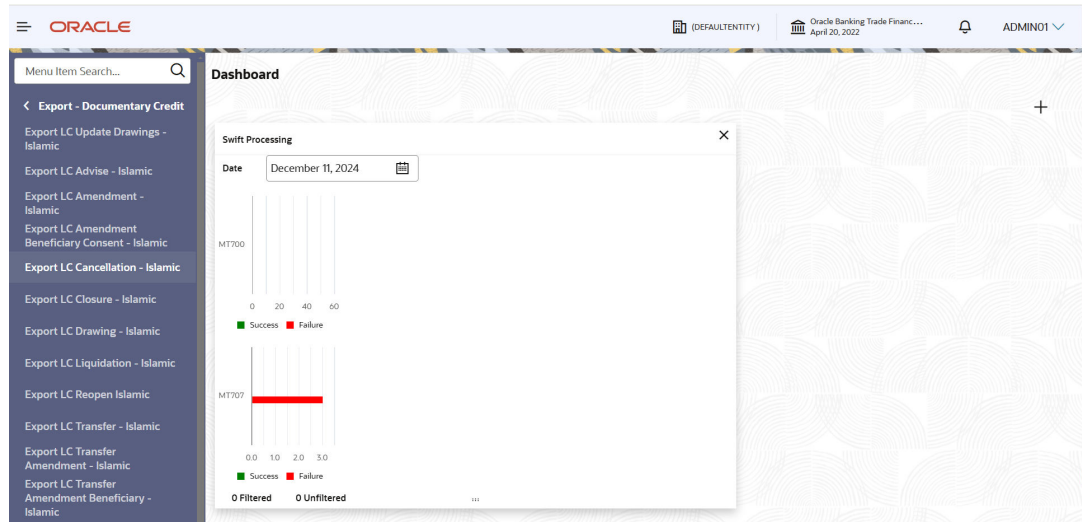 ORACLE
(DEFAULTENTITY )
Oracle Banking Trade Financ...
April 20, 2022
ADMIN01
Menu Item Search...
Export - Documentary Credit
Export LC Update Drawings -
Islamic
Export LC Advise - Islamic
Export LC Amendment -
Islamic
Export LC Amendment
Beneficiary Consent - Islamic
Export LC Cancellation - Islamic
Export LC Closure - Islamic
Export LC Drawing - Islamic
Export LC Liquidation - Islamic
Export LC Reopen Islamic
Export LC Transfer - Islamic
Export LC Transfer
Amendment - Islamic
Export LC Transfer
Amendment Beneficiary -
Islamic
Dashboard
Swift Processing
Date December 11, 2024
MT700
0 20 40 60
Success Failure
MT707
0.0 1.0 2.0 3.0
Success Failure
0 Filtered 0 Unfiltered